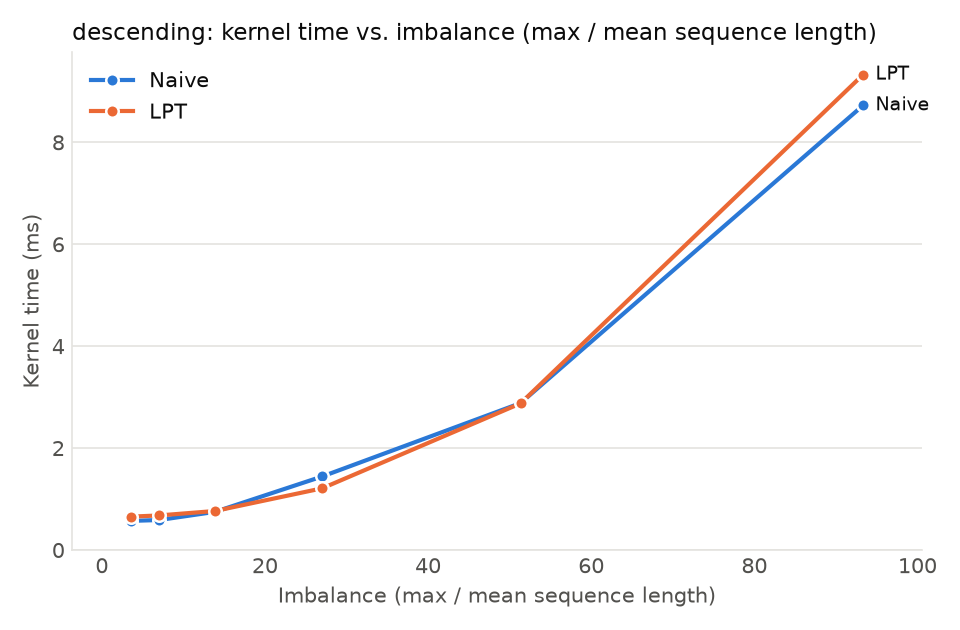 descending: kernel time vs. imbalance (max / mean sequence length)
Naive
LPT
LPT
Naive
Kernel time (ms)
8
6
4
2
0
0 20 40 60 80 100
Imbalance (max / mean sequence length)